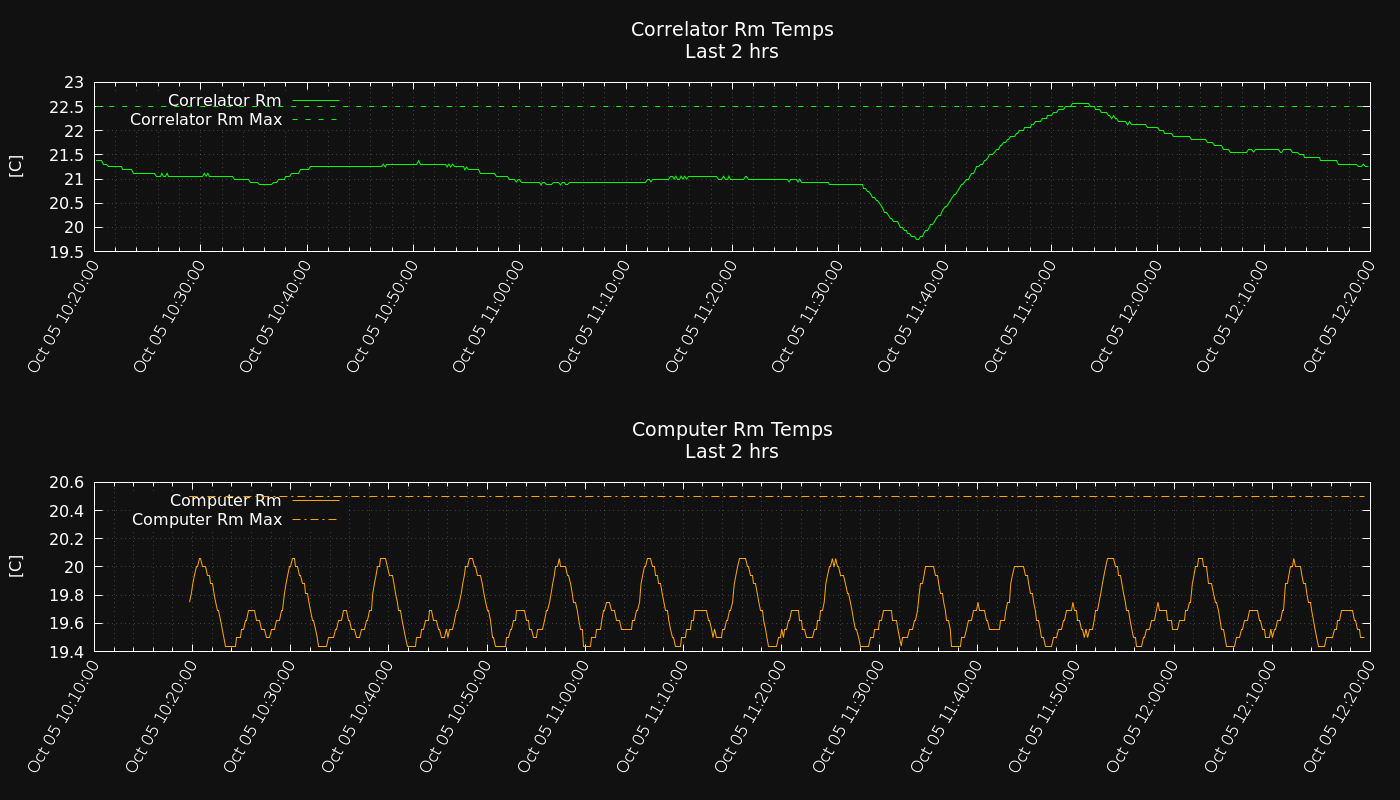 Correlator Rm Temps
Last 2 hrs
[C]
23
22.5
22
21.5
21
20.5
20
19.5
Correlator Rm
Correlator Rm Max
Oct 05 10:20:00
Oct 05 10:30:00
Oct 05 10:40:00
Oct 05 10:50:00
Oct 05 11:00:00
Oct 05 11:10:00
Oct 05 11:20:00
Oct 05 11:30:00
Oct 05 11:40:00
Oct 05 11:50:00
Oct 05 12:00:00
Oct 05 12:10:00
Oct 05 12:20:00
Computer Rm Temps
Last 2 hrs
[C]
20.6
20.4
20.2
20
19.8
19.6
19.4
Computer Rm
Computer Rm Max
Oct 05 10:10:00
Oct 05 10:20:00
Oct 05 10:30:00
Oct 05 10:40:00
Oct 05 10:50:00
Oct 05 11:00:00
Oct 05 11:10:00
Oct 05 11:20:00
Oct 05 11:30:00
Oct 05 11:40:00
Oct 05 11:50:00
Oct 05 12:00:00
Oct 05 12:10:00
Oct 05 12:20:00